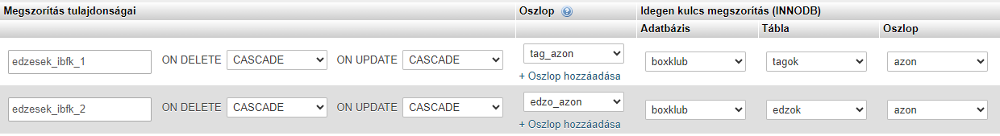 Megszorítás tulajdonságai Oszlop Idegen kulcs megszorítás (INNODB)
Adatbázis Tábla Oszlop
edzesek_ibfk_1 ON DELETE CASCADE ON UPDATE CASCADE tag_azon boxklub tagok azon
+ Oszlop hozzáadása
edzesek_ibfk_2 ON DELETE CASCADE ON UPDATE CASCADE edzo_azon boxklub edzok azon
+ Oszlop hozzáadása